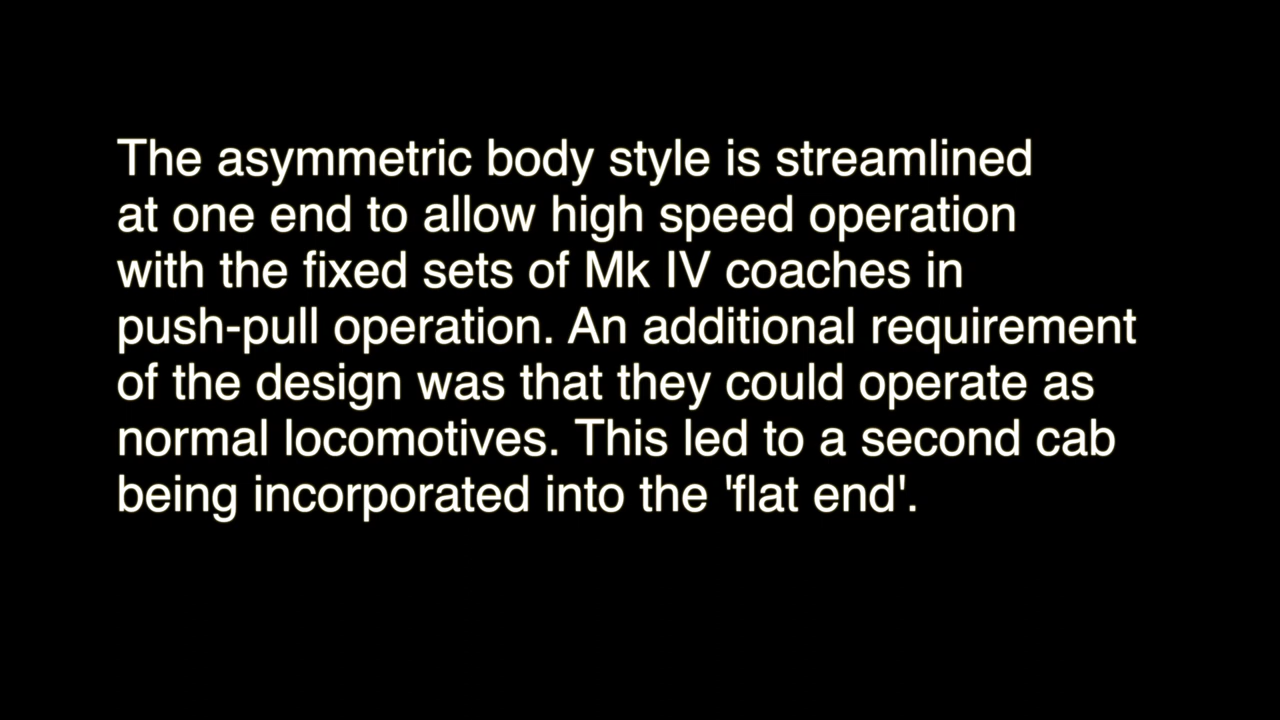 The asymmetric body style is streamlined
at one end to allow high speed operation
with the fixed sets of Mk IV coaches in
push-pull operation. An additional requirement
of the design was that they could operate as
normal locomotives. This led to a second cab
being incorporated into the 'flat end'.